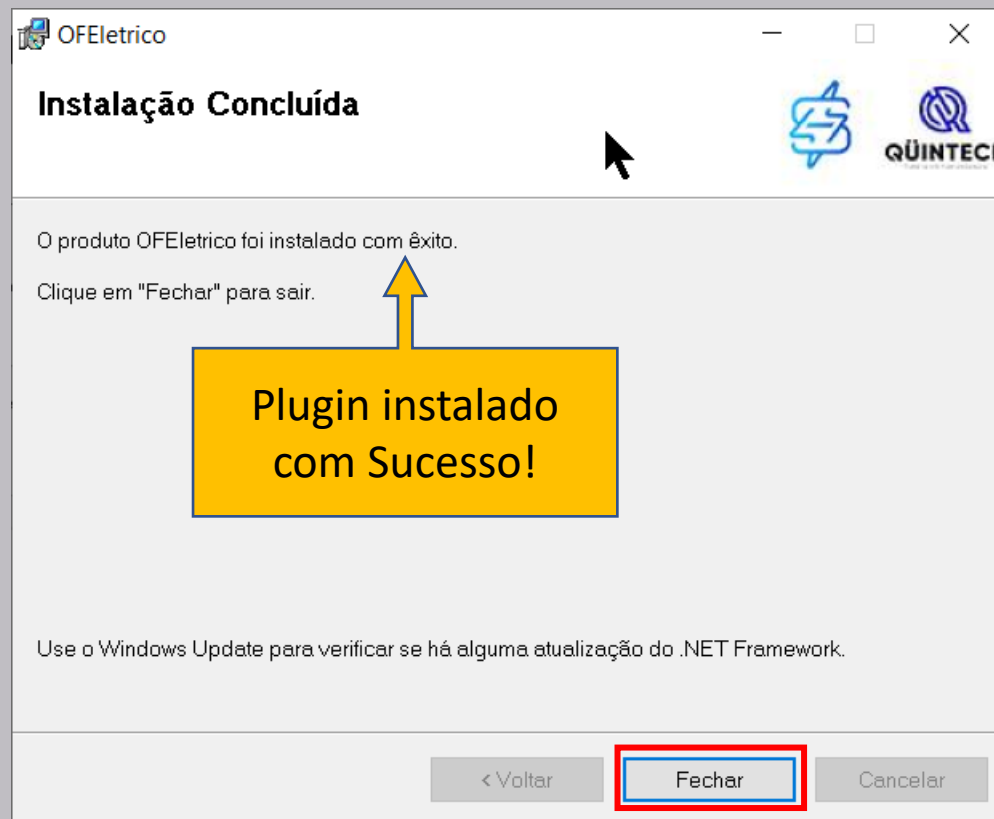 OFEletrico
Instalação Concluída
QÜINTECH
O produto OFEletrico foi instalado com êxito.
Clique em "Fechar" para sair.
Plugin instalado
com Sucesso!
Use o Windows Update para verificar se há alguma atualização do .NET Framework.
< Voltar
Fechar
Cancelar